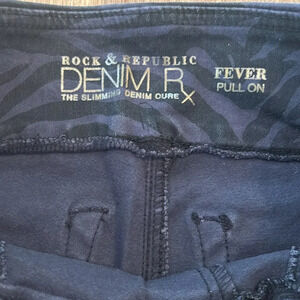 ROCK & REPUBLIC
DENIM Rx
THE SLIMMING DENIM CURE
FEVER
PULL ON